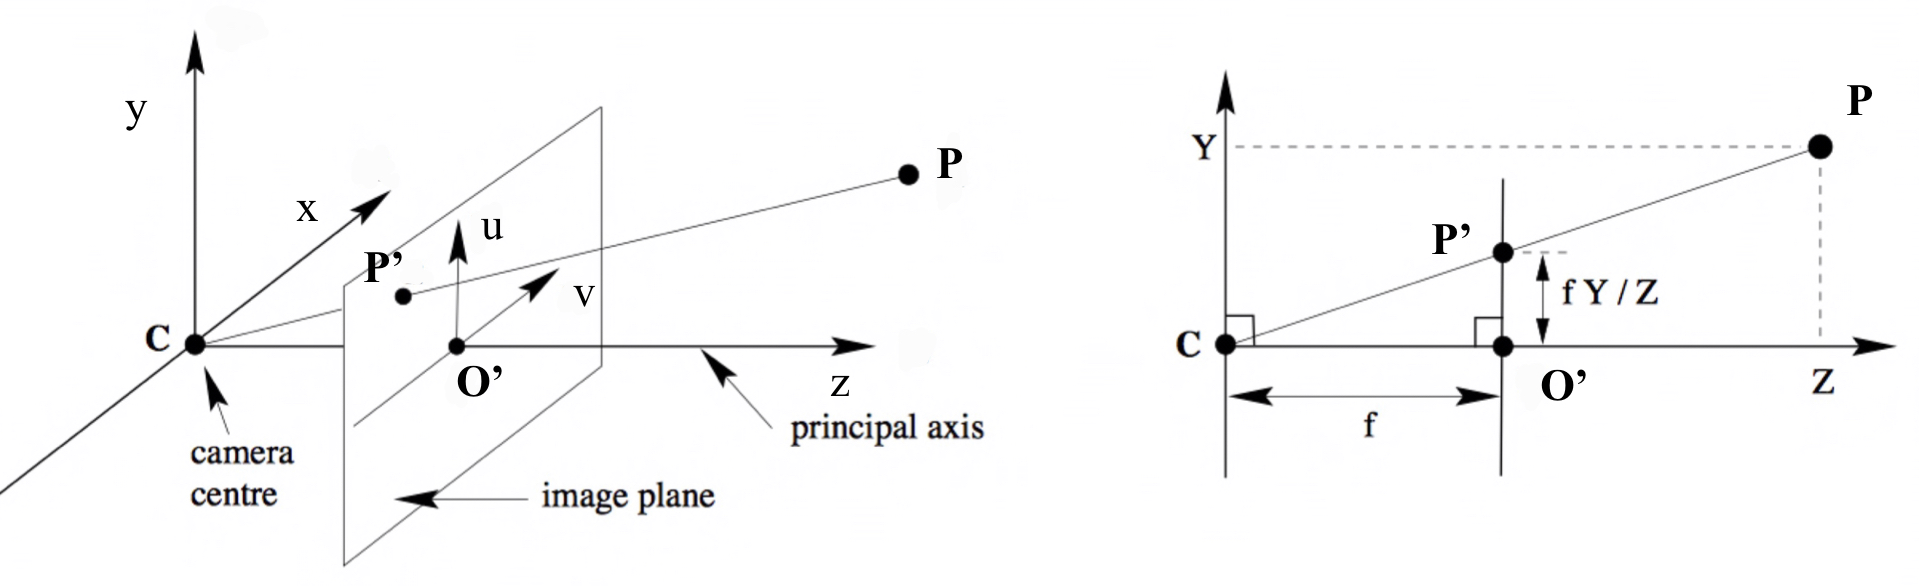 y
x
P’
u
v
P
C
O’
z
camera
centre
principal axis
image plane
Y
P
P’
f Y / Z
C
O’
Z
f